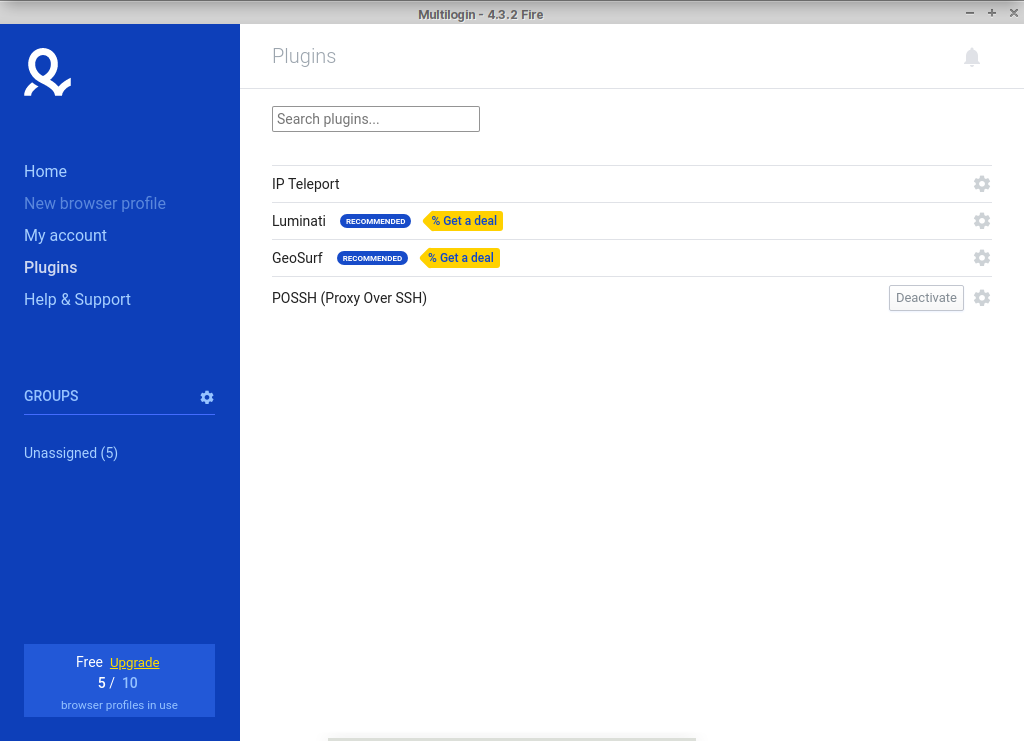 Multilogin - 4.3.2 Fire
Plugins
Search plugins...
Home
New browser profile
My account
Plugins
Help & Support
IP Teleport
Luminati RECOMMENDED % Get a deal
GeoSurf RECOMMENDED % Get a deal
POSSH (Proxy Over SSH) Deactivate
GROUPS
Unassigned (5)
Free Upgrade
5 / 10
browser profiles in use